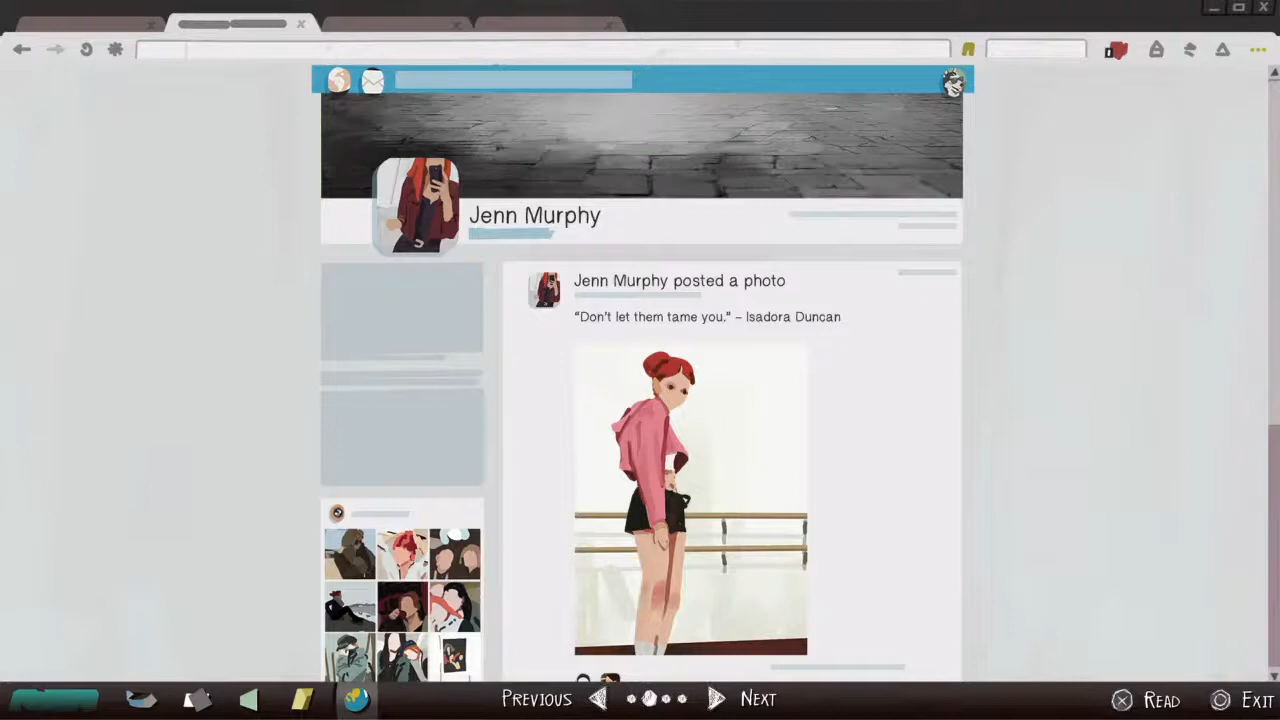 Jenn Murphy
Jenn Murphy posted a photo
“Don't let them tame you.” – Isadora Duncan
PREVIOUS
NEXT
READ
EXIT